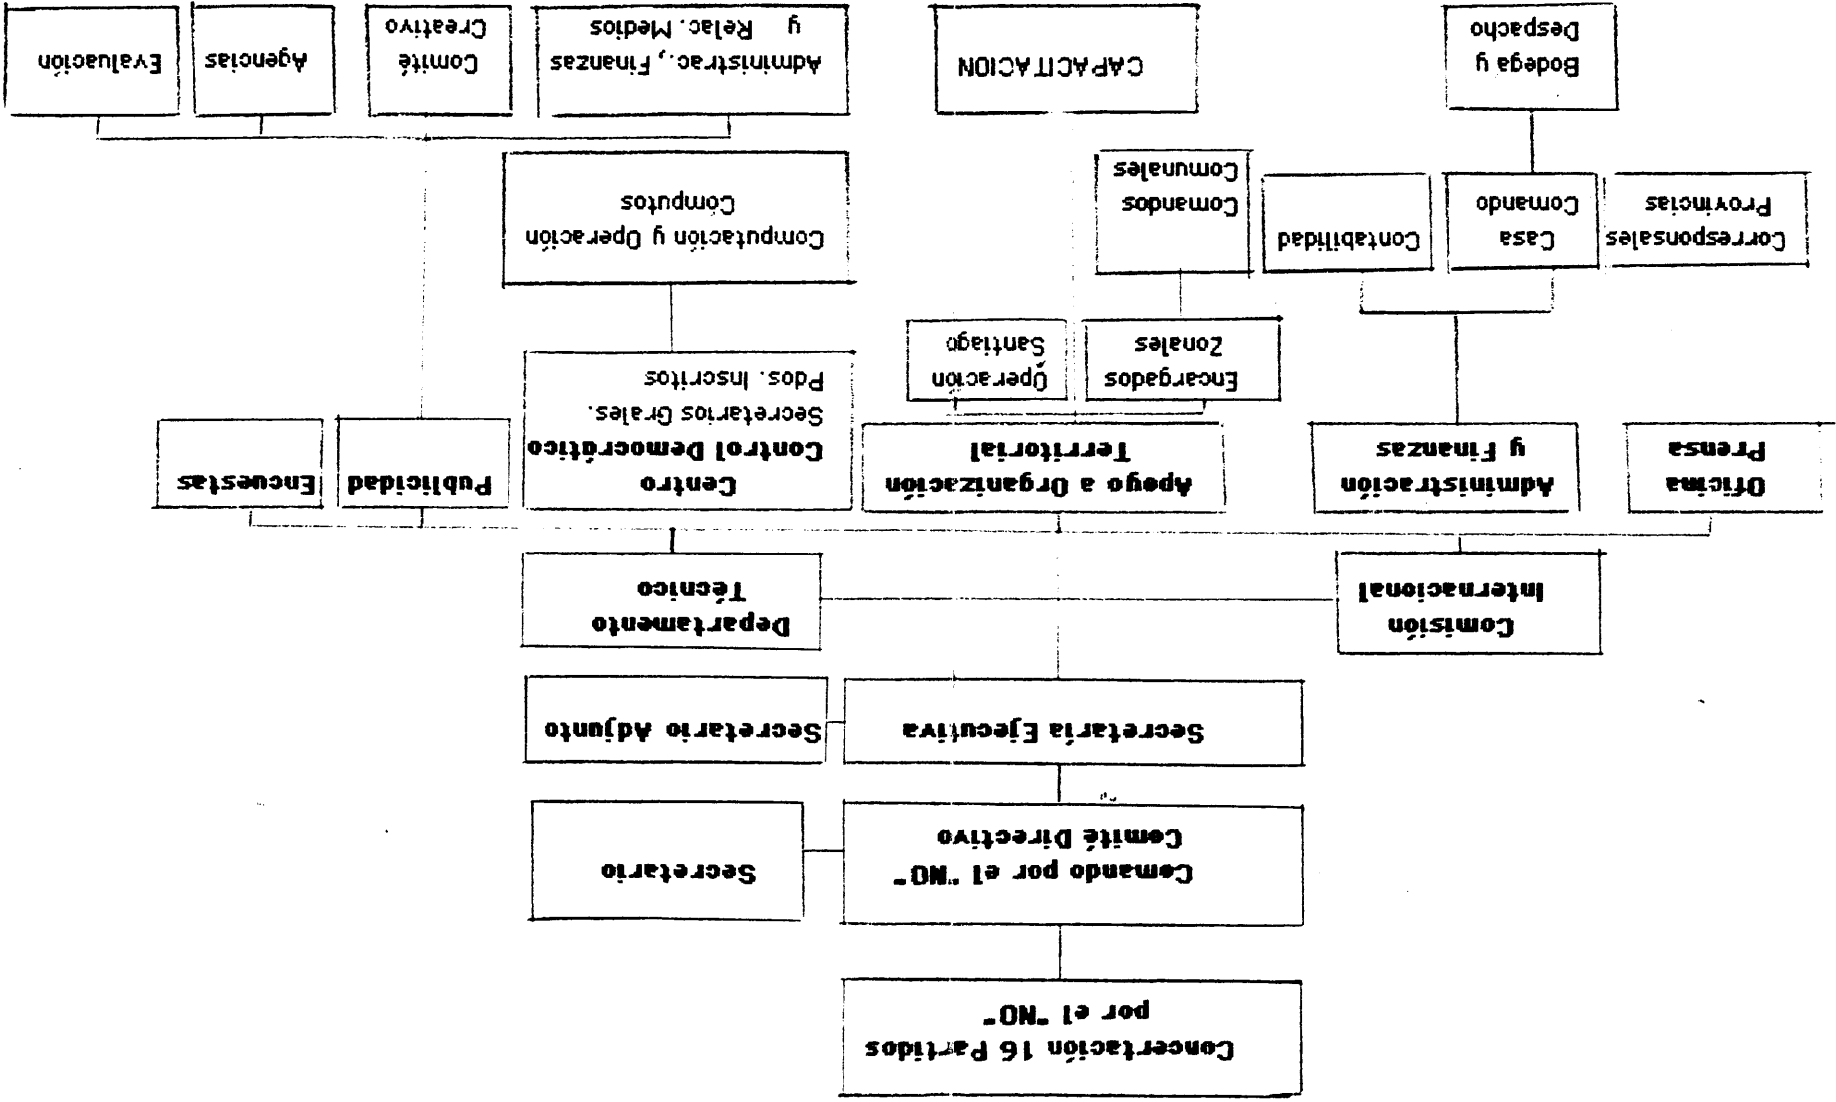 Concertación 16 Partidos
por el "NO"
Comando por el "NO"
Comité Directivo
Secretario
Secretaría Ejecutiva
Secretario Adjunto
Comisión
Internacional
Departamento
Técnico
Oficina
Prensa
Administración
y Finanzas
Apoyo a Organización
Territorial
Centro
Control Democrático
Secretarios Grales.
Pdos. Inscritos
Publicidad
Encuestas
Encargados
Zonales
Operación
Santiago
Corresponsales
Provincias
Casa
Comando
Contabilidad
Comandos
Comunales
Computación y Operación
Cómputos
Bodega y
Despacho
CAPACITACION
Administrac., Finanzas
y Relac. Medios
Comité
Creativo
Agencias
Evaluación